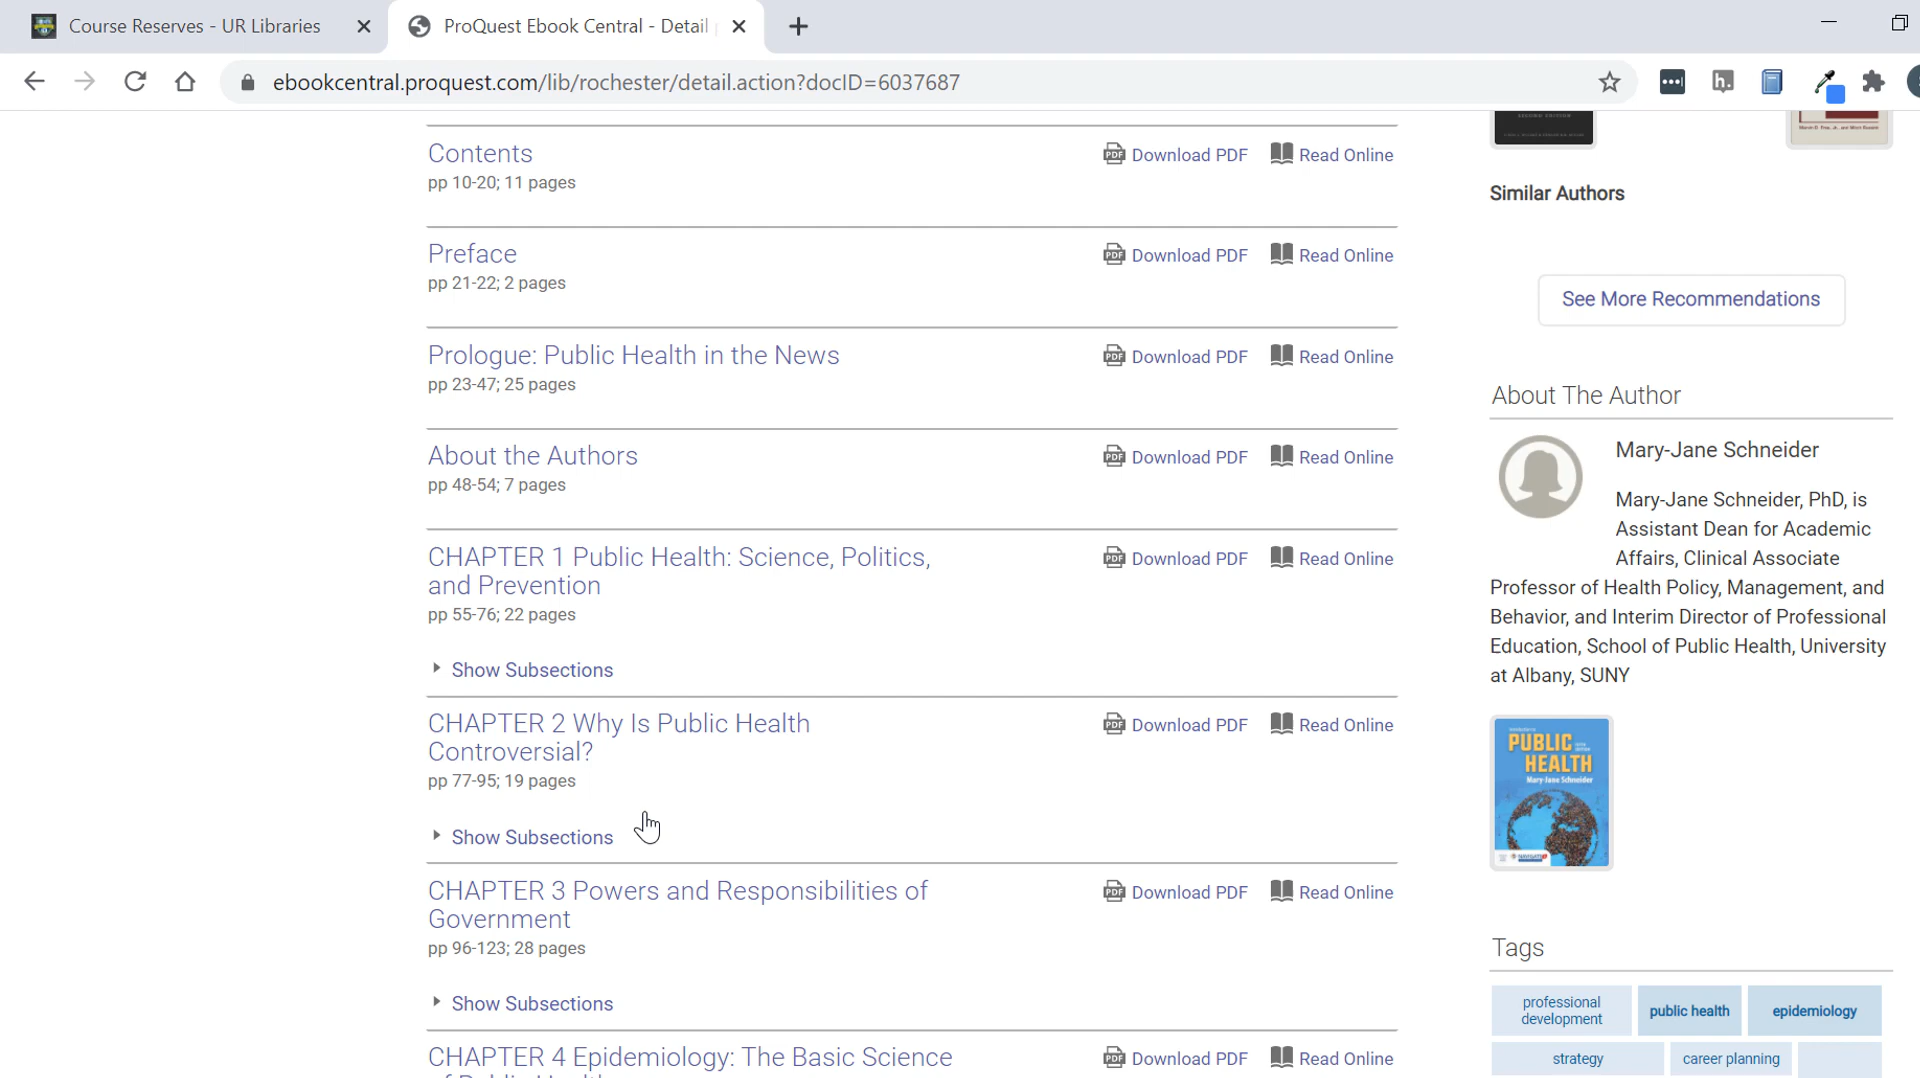 Course Reserves - UR Libraries
ProQuest Ebook Central - Detail
ebookcentral.proquest.com/lib/rochester/detail.action?docID=6037687
h.
Contents
Download PDF Read Online
pp 10-20; 11 pages
Preface
Download PDF Read Online
pp 21-22; 2 pages
Prologue: Public Health in the News
Download PDF Read Online
pp 23-47; 25 pages
About the Authors
Download PDF Read Online
pp 48-54; 7 pages
CHAPTER 1 Public Health: Science, Politics,
and Prevention
Download PDF Read Online
pp 55-76; 22 pages
Show Subsections
CHAPTER 2 Why Is Public Health
Controversial?
Download PDF Read Online
pp 77-95; 19 pages
Show Subsections
CHAPTER 3 Powers and Responsibilities of
Government
Download PDF Read Online
pp 96-123; 28 pages
Show Subsections
CHAPTER 4 Epidemiology: The Basic Science
Download PDF Read Online
SECOND EDITION
Similar Authors
See More Recommendations
About The Author
Mary-Jane Schneider
Mary-Jane Schneider, PhD, is
Assistant Dean for Academic
Affairs, Clinical Associate
Professor of Health Policy, Management, and
Behavior, and Interim Director of Professional
Education, School of Public Health, University
at Albany, SUNY
PUBLIC
HEALTH
Mary-Jane Schneider
Tags
professional
development
public health
epidemiology
strategy
career planning